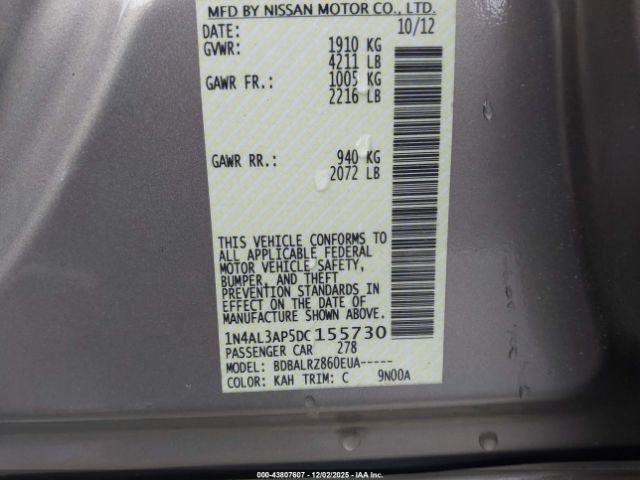 MFD BY NISSAN MOTOR CO., LTD.
DATE: 10/12
GVWR: 1910 KG
4211 LB
GAWR FR.: 1005 KG
2216 LB
GAWR RR.: 940 KG
2072 LB
THIS VEHICLE CONFORMS TO
ALL APPLICABLE FEDERAL
MOTOR VEHICLE SAFETY,
BUMPER, AND THEFT
PREVENTION STANDARDS IN
EFFECT ON THE DATE OF
MANUFACTURE SHOWN ABOVE.
1N4AL3AP5DC155730
PASSENGER CAR 278
MODEL: BDBALRZ860EUA-----
COLOR: KAH TRIM: C 9N00A
000-43807607 - 12/02/2025 - IAA, Inc.